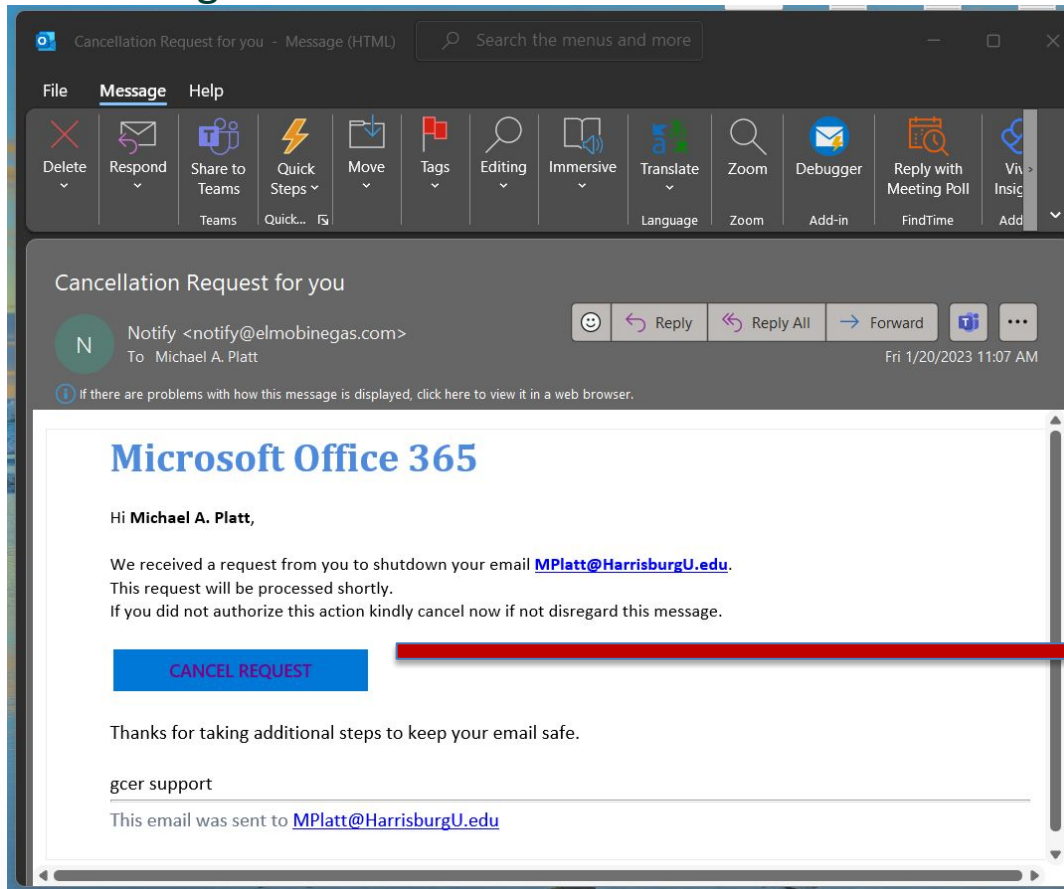 Cancellation Request for you - Message (HTML)
Search the menus and more
File Message Help
Delete Respond Share to Teams Quick Steps Move Tags Editing Immersive Translate Zoom Debugger Reply with Meeting Poll
Teams Quick... Language Zoom Add-in FindTime Add
Cancellation Request for you
N
Notify <notify@elmobinegas.com>
To Michael A. Platt
Reply Reply All Forward
Fri 1/20/2023 11:07 AM
If there are problems with how this message is displayed, click here to view it in a web browser.
Microsoft Office 365
Hi Michael A. Platt,
We received a request from you to shutdown your email MPlatt@HarrisburgU.edu.
This request will be processed shortly.
If you did not authorize this action kindly cancel now if not disregard this message.
CANCEL REQUEST
Thanks for taking additional steps to keep your email safe.
gcer support
This email was sent to MPlatt@HarrisburgU.edu